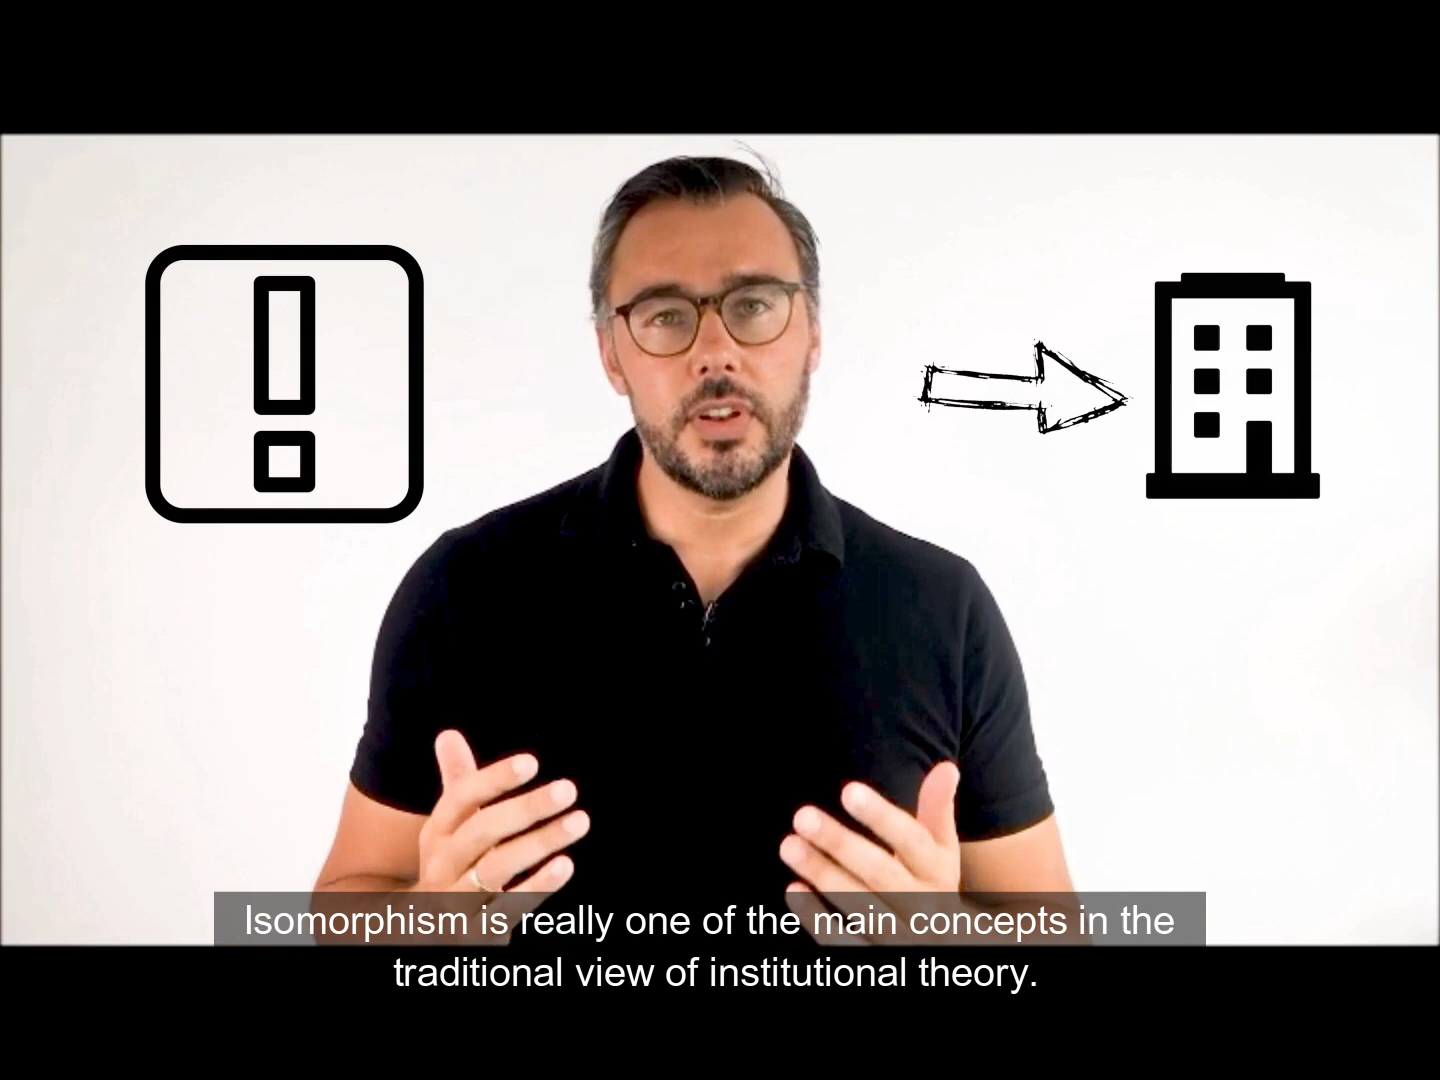 Isomorphism is really one of the main concepts in the
traditional view of institutional theory.